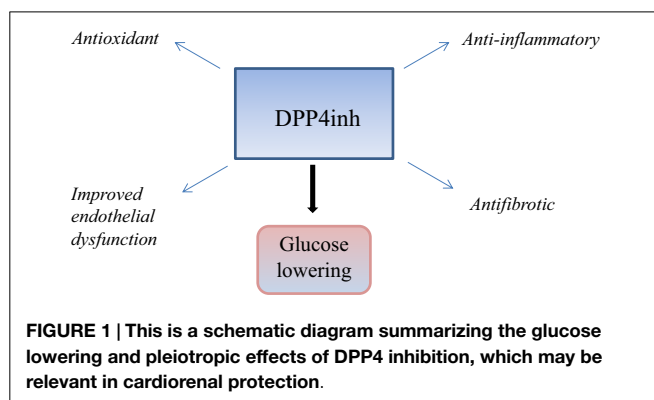 Antioxidant
Anti-inflammatory
DPP4inh
Improved
endothelial
dysfunction
Antifibrotic
Glucose
lowering
FIGURE 1 | This is a schematic diagram summarizing the glucose
lowering and pleiotropic effects of DPP4 inhibition, which may be
relevant in cardiorenal protection.